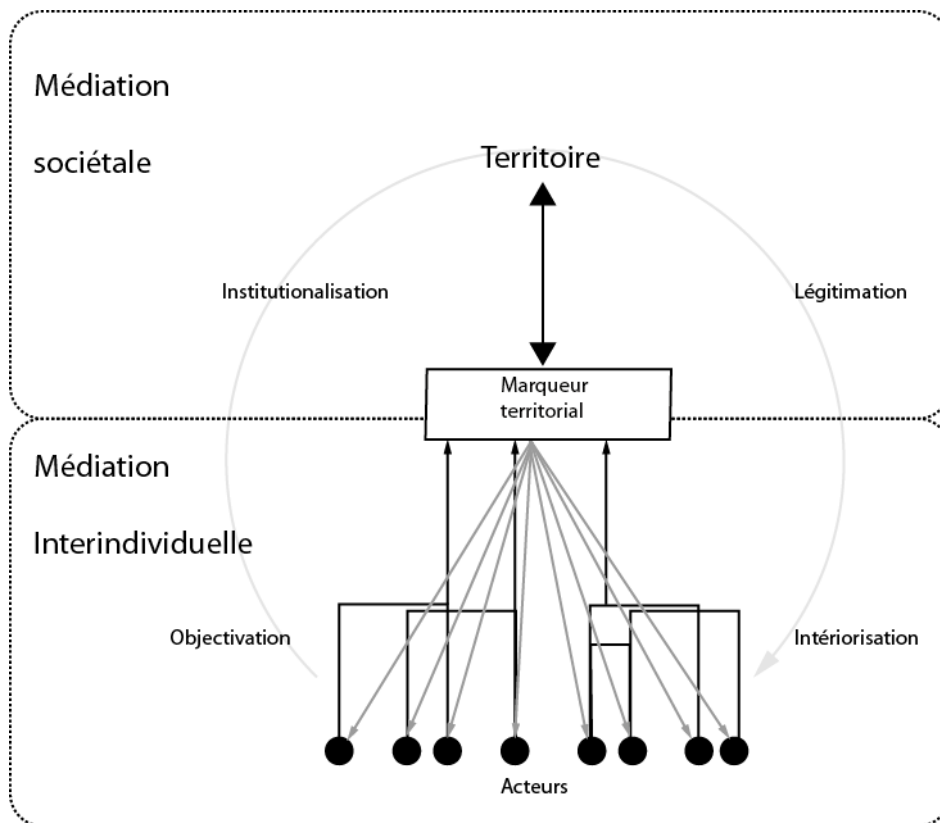 Médiation
sociétale
Territoire
Institutionalisation
Légitimation
Marqueur
territorial
Médiation
Interindividuelle
Objectivation
Intériorisation
Acteurs